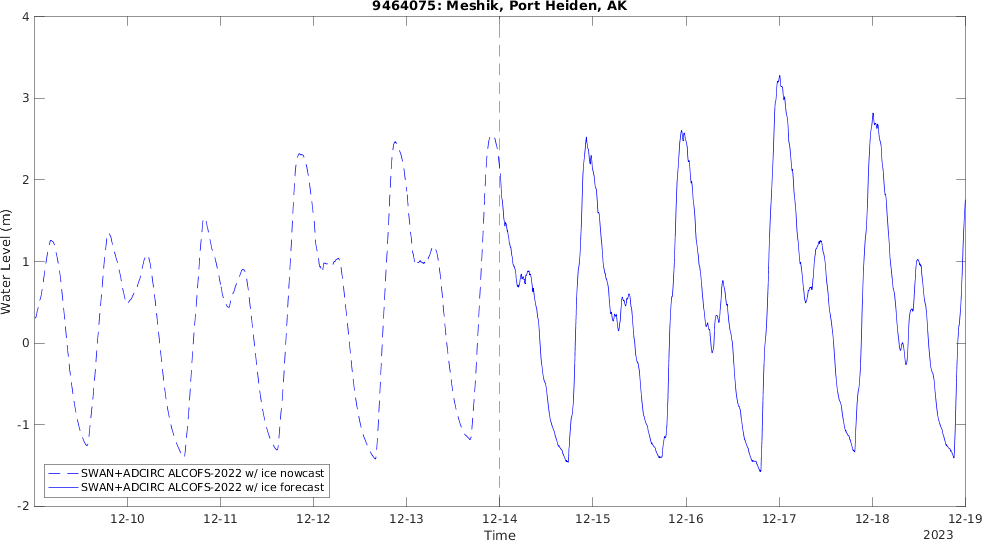 9464075: Meshik, Port Heiden, AK
4
3
2
1
0
-1
-2
Water Level (m)
SWAN+ADCIRC ALCOFS-2022 w/ ice nowcast
SWAN+ADCIRC ALCOFS-2022 w/ ice forecast
12-10 12-11 12-12 12-13 12-14 12-15 12-16 12-17 12-18 12-19
Time
2023